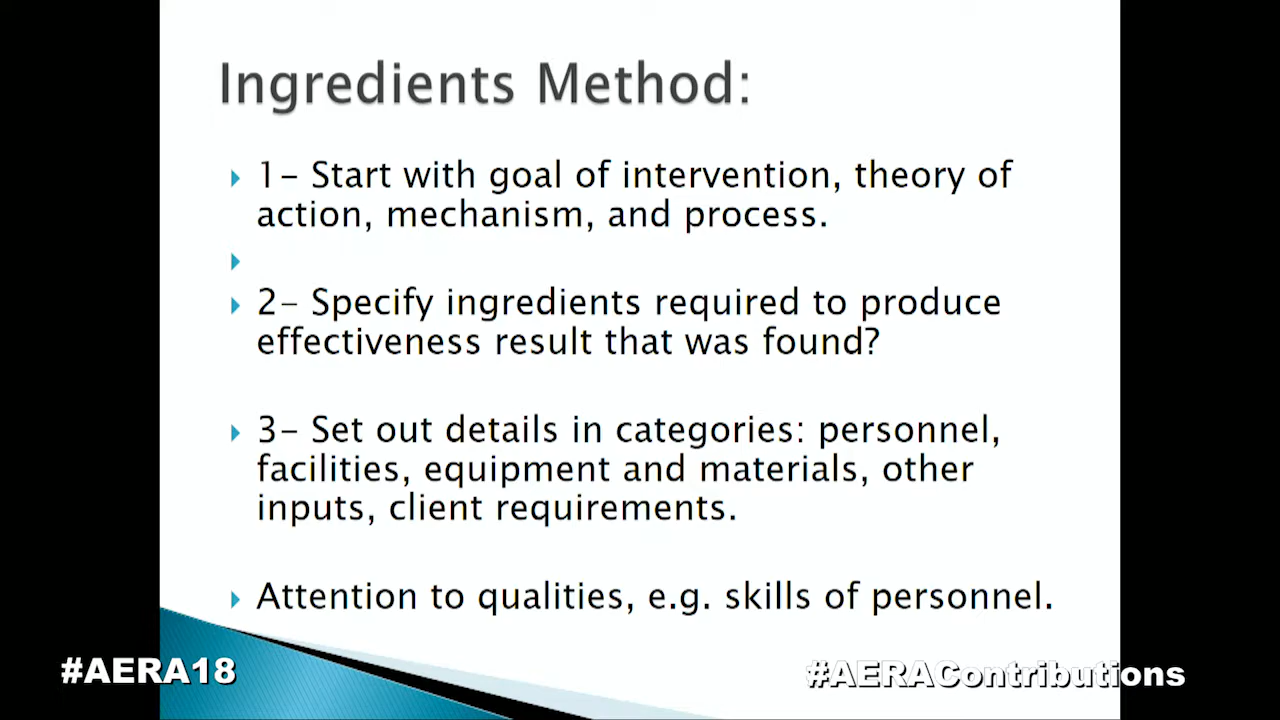 Ingredients Method:
1- Start with goal of intervention, theory of
action, mechanism, and process.
2- Specify ingredients required to produce
effectiveness result that was found?
3- Set out details in categories: personnel,
facilities, equipment and materials, other
inputs, client requirements.
Attention to qualities, e.g. skills of personnel.
#AERA18
#AERAContributions